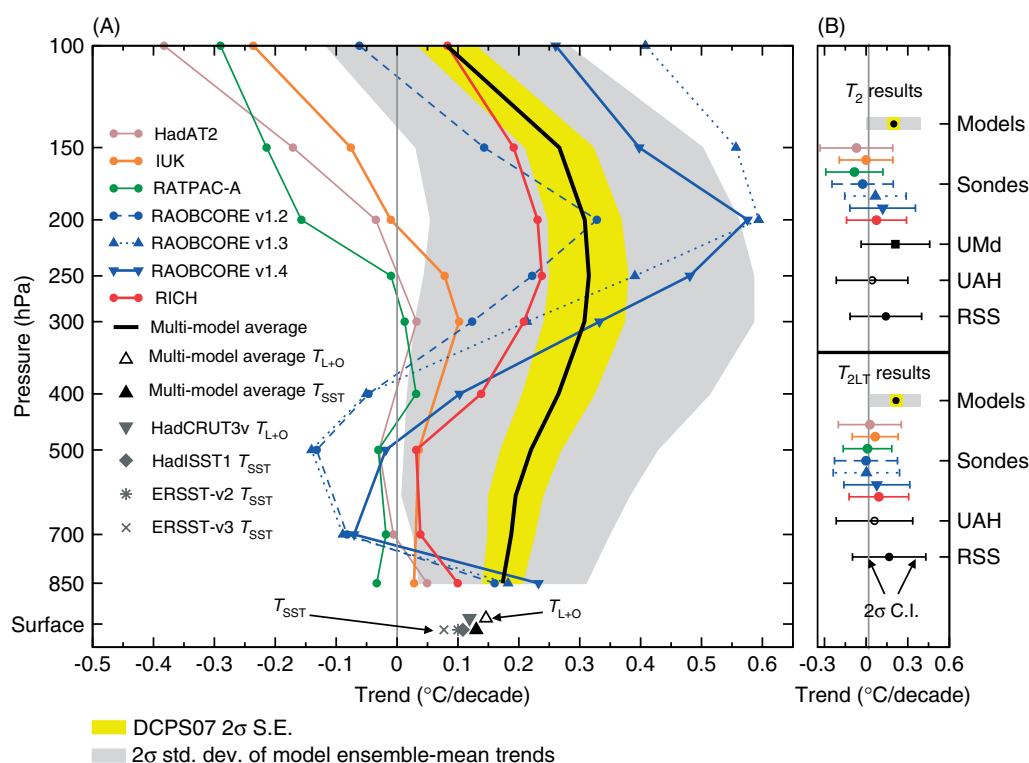 (A)
(B)
100
150
200
250
300
400
500
700
850
Surface
Pressure (hPa)
HadAT2
IUK
RATPAC-A
RAOBCORE v1.2
RAOBCORE v1.3
RAOBCORE v1.4
RICH
Multi-model average
Multi-model average T_L+O
Multi-model average T_SST
HadCRUT3v T_L+O
HadISST1 T_SST
ERSST-v2 T_SST
ERSST-v3 T_SST
T_SST
T_L+O
-0.5 -0.4 -0.3 -0.2 -0.1 0 0.1 0.2 0.3 0.4 0.5 0.6
Trend (°C/decade)
T_2 results
Models
Sondes
UMd
UAH
RSS
T_2LT results
Models
Sondes
UAH
RSS
2σ C.I.
-0.3 0 0.3 0.6
Trend (°C/decade)
DCPS07 2σ S.E.
2σ std. dev. of model ensemble-mean trends